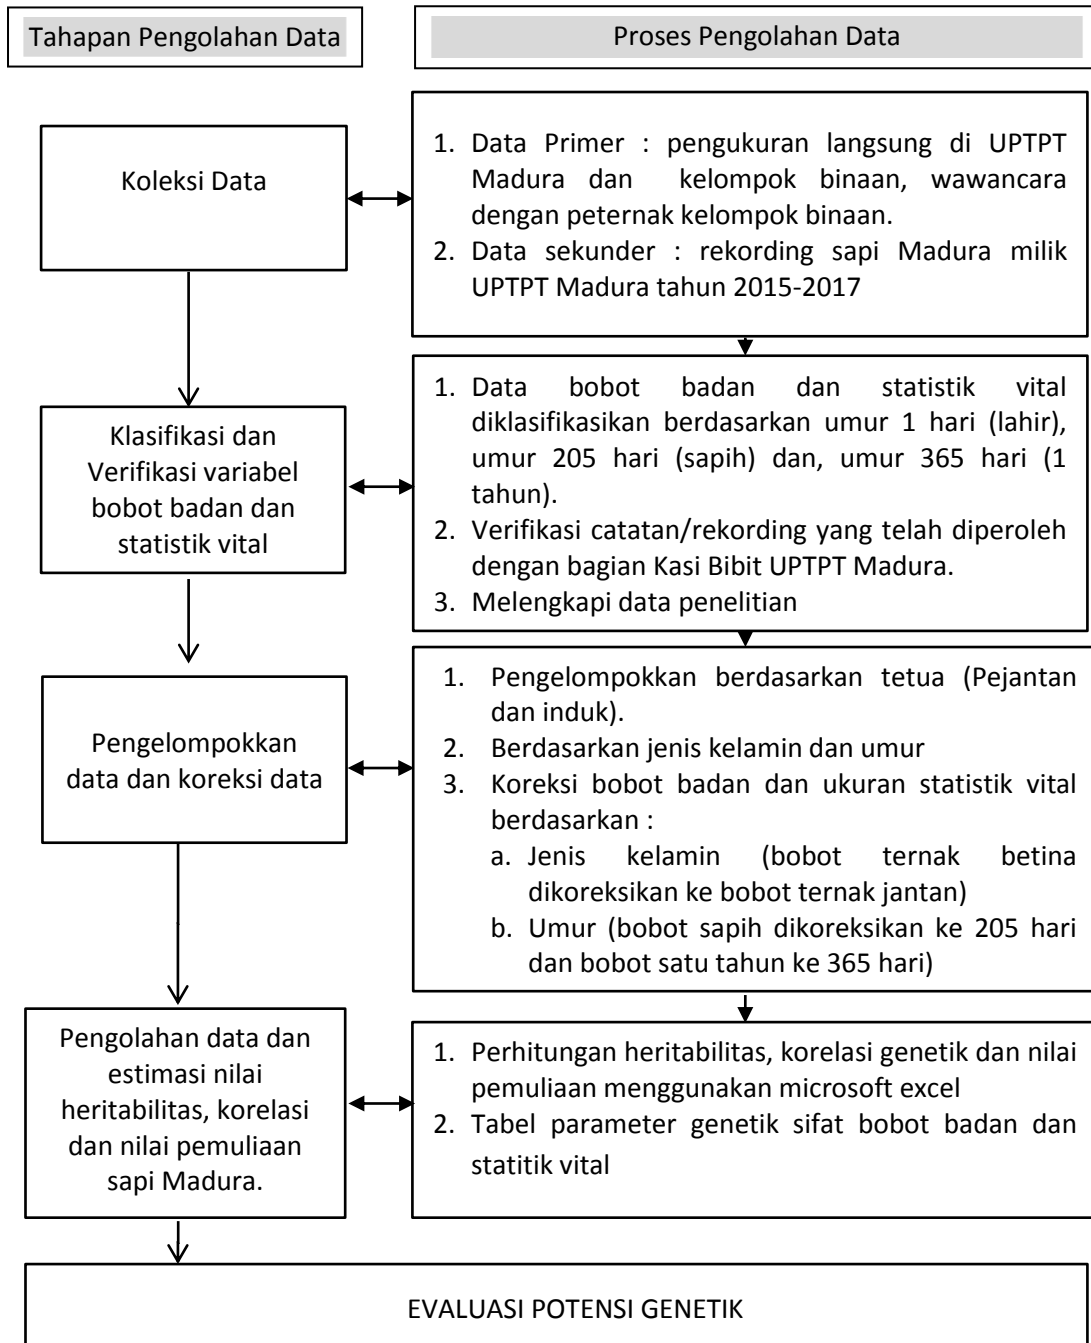 Tahapan Pengolahan Data
Proses Pengolahan Data
Koleksi Data
1. Data Primer : pengukuran langsung di UPTPT
Madura dan kelompok binaan, wawancara
dengan peternak kelompok binaan.
2. Data sekunder : rekording sapi Madura milik
UPTPT Madura tahun 2015-2017
Klasifikasi dan
Verifikasi variabel
bobot badan dan
statistik vital
1. Data bobot badan dan statistik vital
diklasifikasikan berdasarkan umur 1 hari (lahir),
umur 205 hari (sapih) dan, umur 365 hari (1
tahun).
2. Verifikasi catatan/rekording yang telah diperoleh
dengan bagian Kasi Bibit UPTPT Madura.
3. Melengkapi data penelitian
Pengelompokkan
data dan koreksi data
1. Pengelompokkan berdasarkan tetua (Pejantan
dan induk).
2. Berdasarkan jenis kelamin dan umur
3. Koreksi bobot badan dan ukuran statistik vital
berdasarkan :
a. Jenis kelamin (bobot ternak betina
dikoreksikan ke bobot ternak jantan)
b. Umur (bobot sapih dikoreksikan ke 205 hari
dan bobot satu tahun ke 365 hari)
Pengolahan data dan
estimasi nilai
heritabilitas, korelasi
dan nilai pemuliaan
sapi Madura.
1. Perhitungan heritabilitas, korelasi genetik dan nilai
pemuliaan menggunakan microsoft excel
2. Tabel parameter genetik sifat bobot badan dan
statitik vital
EVALUASI POTENSI GENETIK